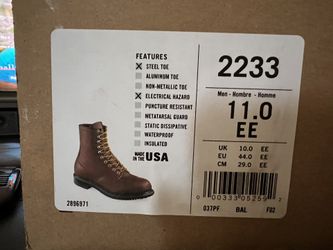 FEATURES
STEEL TOE
ALUMINUM TOE
NON-METALLIC TOE
ELECTRICAL HAZARD
PUNCTURE RESISTANT
METATARSAL GUARD
STATIC DISSIPATIVE
WATERPROOF
INSULATED
MADE IN THE USA
2896971
2233
Men - Hombre - Homme
11.0
EE
UK 10.0 EE
EU 44.0 EE
CM 29.0 EE
037PF BAL F02